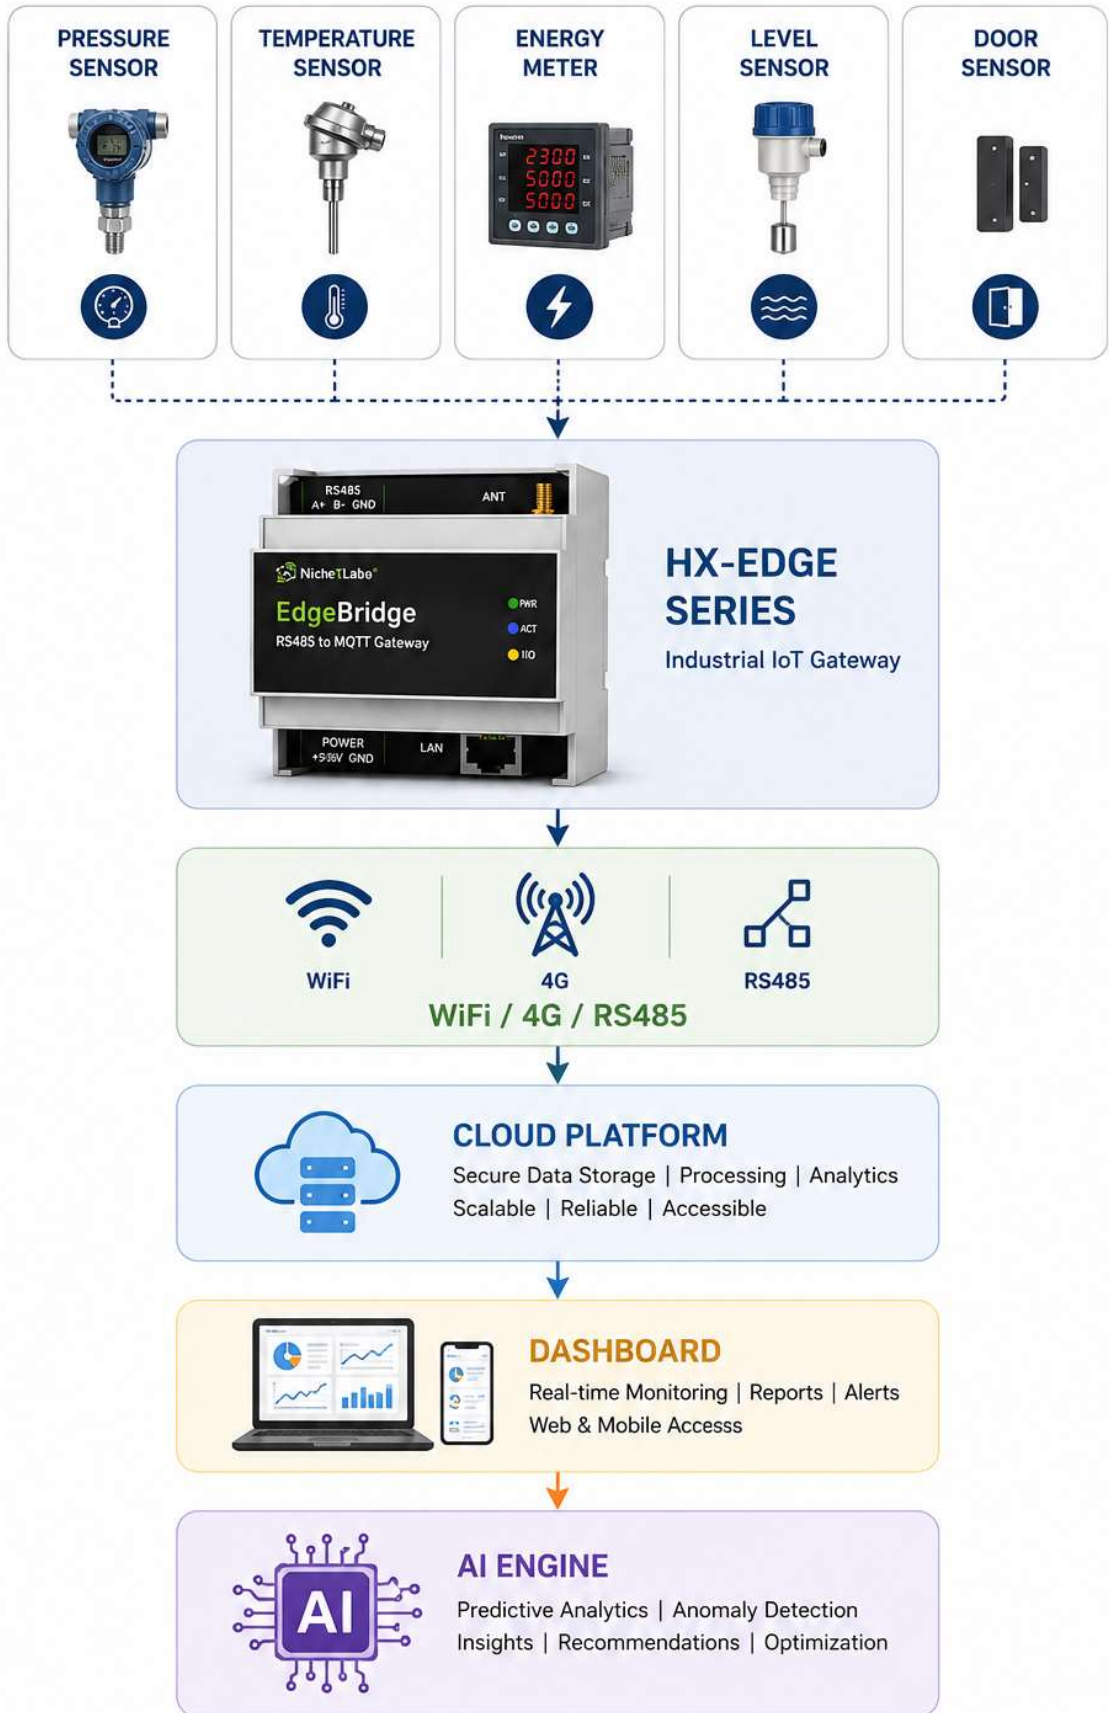 PRESSURE
SENSOR
TEMPERATURE
SENSOR
ENERGY
METER
LEVEL
SENSOR
DOOR
SENSOR
2300
5000
5000
RS485
A+ B- GND
ANT
NicheTLabo®
EdgeBridge
RS485 to MQTT Gateway
PWR
ACT
POWER
GND
LAN
HX-EDGE
SERIES
Industrial IoT Gateway
WiFi
4G
RS485
WiFi / 4G / RS485
CLOUD PLATFORM
Secure Data Storage | Processing | Analytics
Scalable | Reliable | Accessible
DASHBOARD
Real-time Monitoring | Reports | Alerts
Web & Mobile Accesss
AI
AI ENGINE
Predictive Analytics | Anomaly Detection
Insights | Recommendations | Optimization